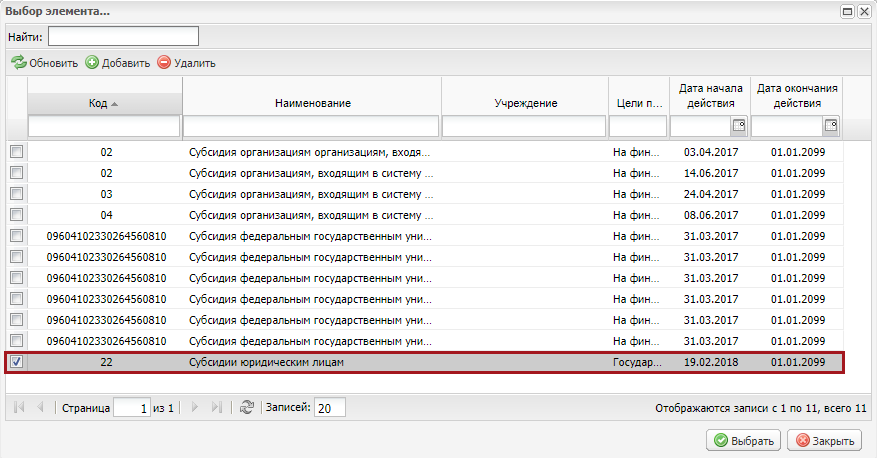 Выбор элемента...
Найти:
Обновить Добавить Удалить
Код Наименование Учреждение Цели п... Дата начала действия Дата окончания действия
02 Субсидия организациям организациям, входя... На фин... 03.04.2017 01.01.2099
02 Субсидия организациям, входящим в систему ... На фин... 14.06.2017 01.01.2099
03 Субсидия организациям, входящим в систему ... На фин... 24.04.2017 01.01.2099
04 Субсидия организациям, входящим в систему ... На фин... 08.06.2017 01.01.2099
09604102330264560810 Субсидия федеральным государственным уни... На фин... 31.03.2017 01.01.2099
09604102330264560810 Субсидия федеральным государственным уни... На фин... 31.03.2017 01.01.2099
09604102330264560810 Субсидия федеральным государственным уни... На фин... 31.03.2017 01.01.2099
09604102330264560810 Субсидия федеральным государственным уни... На фин... 31.03.2017 01.01.2099
09604102330264560810 Субсидия федеральным государственным уни... На фин... 31.03.2017 01.01.2099
09604102330264560810 Субсидия федеральным государственным уни... На фин... 31.03.2017 01.01.2099
22 Субсидии юридическим лицам Государ... 19.02.2018 01.01.2099
Страница 1 из 1 Записей: 20 Отображаются записи с 1 по 11, всего 11
Выбрать Закрыть